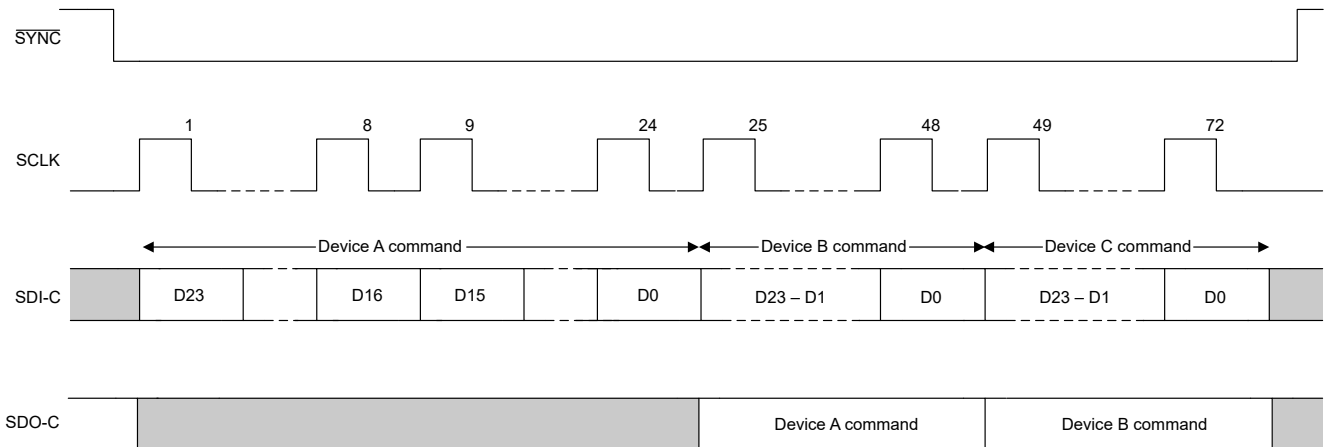 SYNC
1 8 9 24 25 48 49 72
SCLK
Device A command Device B command Device C command
SDI-C D23 D16 D15 D0 D23 – D1 D0 D23 – D1 D0
SDO-C Device A command Device B command